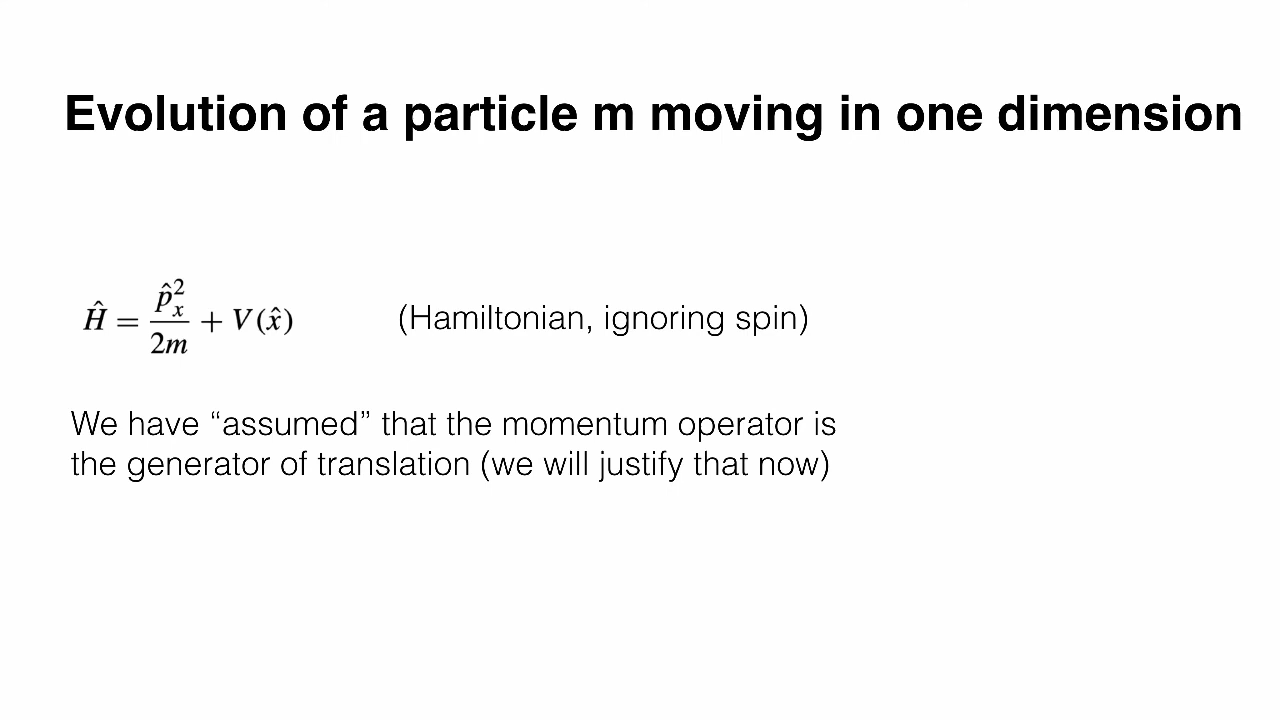 Evolution of a particle m moving in one dimension
Ĥ = p̂ₓ²/2m + V(x̂) (Hamiltonian, ignoring spin)
We have “assumed” that the momentum operator is
the generator of translation (we will justify that now)